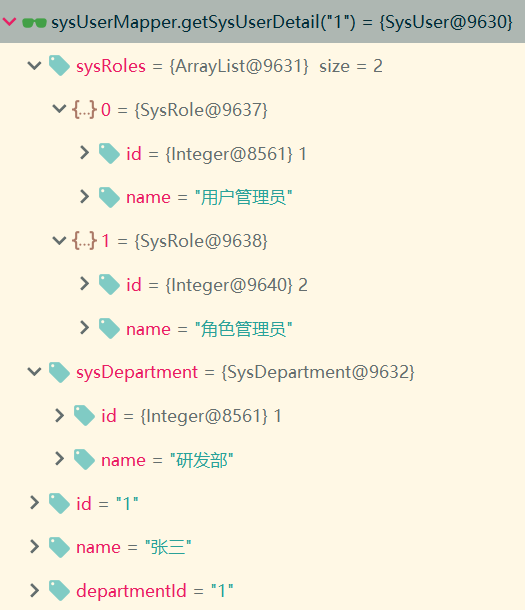 sysUserMapper.getSysUserDetail("1") = {SysUser@9630}
sysRoles = {ArrayList@9631} size = 2
{...} 0 = {SysRole@9637}
id = {Integer@8561} 1
name = "用户管理员"
{...} 1 = {SysRole@9638}
id = {Integer@9640} 2
name = "角色管理员"
sysDepartment = {SysDepartment@9632}
id = {Integer@8561} 1
name = "研发部"
id = "1"
name = "张三"
departmentId = "1"